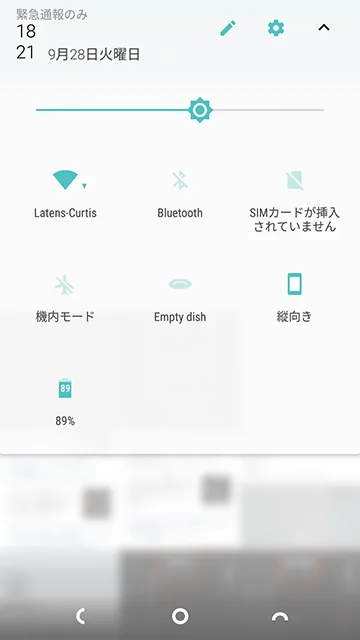 緊急通報のみ
18
21 9月28日火曜日
Latens-Curtis
Bluetooth
SIMカードが挿入
されていません
機内モード
Empty dish
縦向き
89
89%